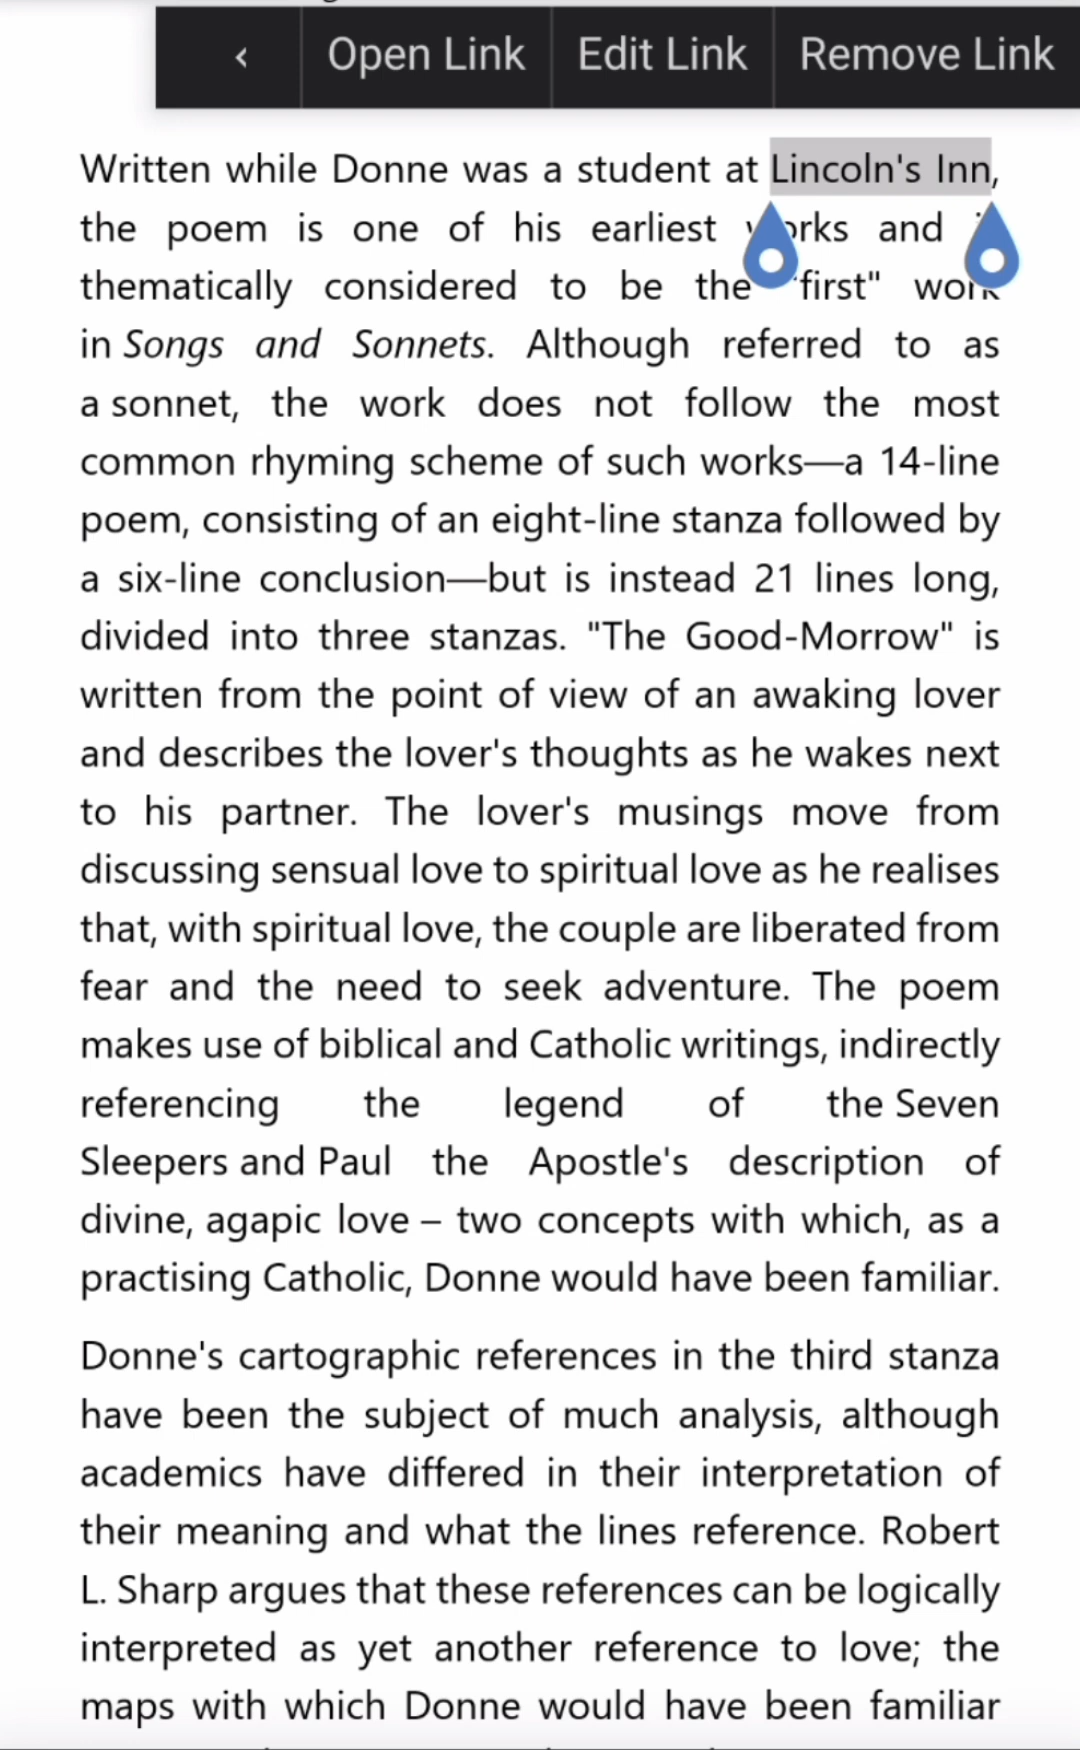 ‹ Open Link Edit Link Remove Link
Written while Donne was a student at Lincoln's Inn,
the poem is one of his earliest and
thematically considered to be the first" work
in Songs and Sonnets. Although referred to as
a sonnet, the work does not follow the most
common rhyming scheme of such works—a 14-line
poem, consisting of an eight-line stanza followed by
a six-line conclusion—but is instead 21 lines long,
divided into three stanzas. "The Good-Morrow" is
written from the point of view of an awaking lover
and describes the lover's thoughts as he wakes next
to his partner. The lover's musings move from
discussing sensual love to spiritual love as he realises
that, with spiritual love, the couple are liberated from
fear and the need to seek adventure. The poem
makes use of biblical and Catholic writings, indirectly
referencing the legend of the Seven
Sleepers and Paul the Apostle's description of
divine, agapic love – two concepts with which, as a
practising Catholic, Donne would have been familiar.
Donne's cartographic references in the third stanza
have been the subject of much analysis, although
academics have differed in their interpretation of
their meaning and what the lines reference. Robert
L. Sharp argues that these references can be logically
interpreted as yet another reference to love; the
maps with which Donne would have been familiar